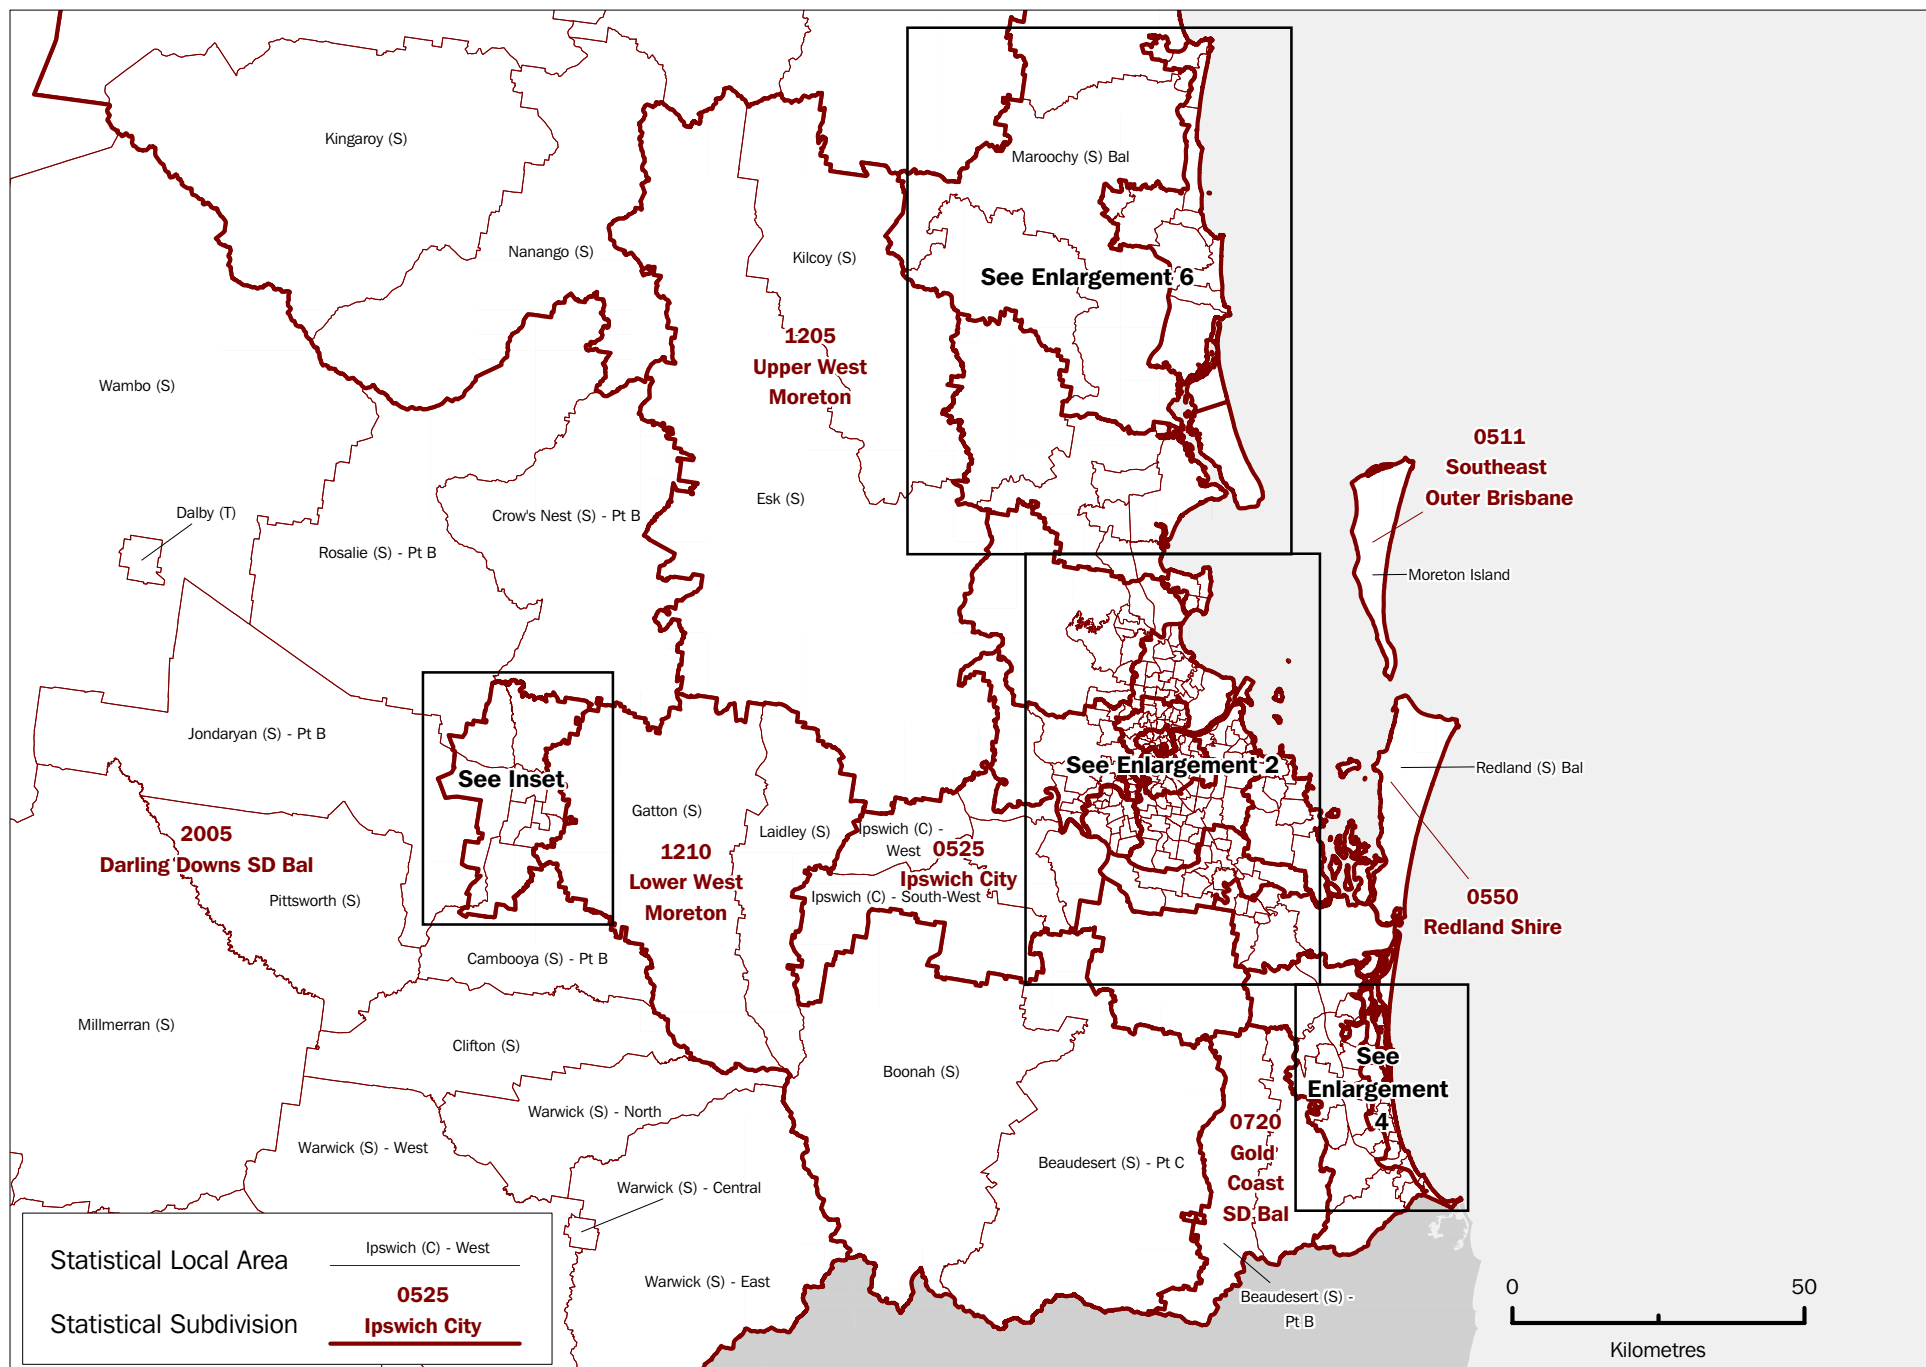 Kingaroy (S)
Maroochy (S) Bal
Nanango (S)
Kilcoy (S)
See Enlargement 6
1205
Upper West
Moreton
Wambo (S)
0511
Southeast
Outer Brisbane
Esk (S)
Dalby (T)
Crow's Nest (S) - Pt B
Rosalie (S) - Pt B
Moreton Island
Jondaryan (S) - Pt B
See Inset
See Enlargement 2
Redland (S) Bal
Gatton (S)
2005
Darling Downs SD Bal
Laidley (S)
Ipswich (C) -
West
0525
Ipswich City
1210
Lower West
Moreton
Pittsworth (S)
Ipswich (C) - South-West
0550
Redland Shire
Cambooya (S) - Pt B
Millmerran (S)
Clifton (S)
Boonah (S)
See
Enlargement
4
Warwick (S) - North
0720
Gold
Coast
SD Bal
Warwick (S) - West
Beaudesert (S) - Pt C
Warwick (S) - Central
Warwick (S) - East
Beaudesert (S) -
Pt B
Statistical Local Area
Ipswich (C) - West
Statistical Subdivision
0525
Ipswich City
0 50
Kilometres